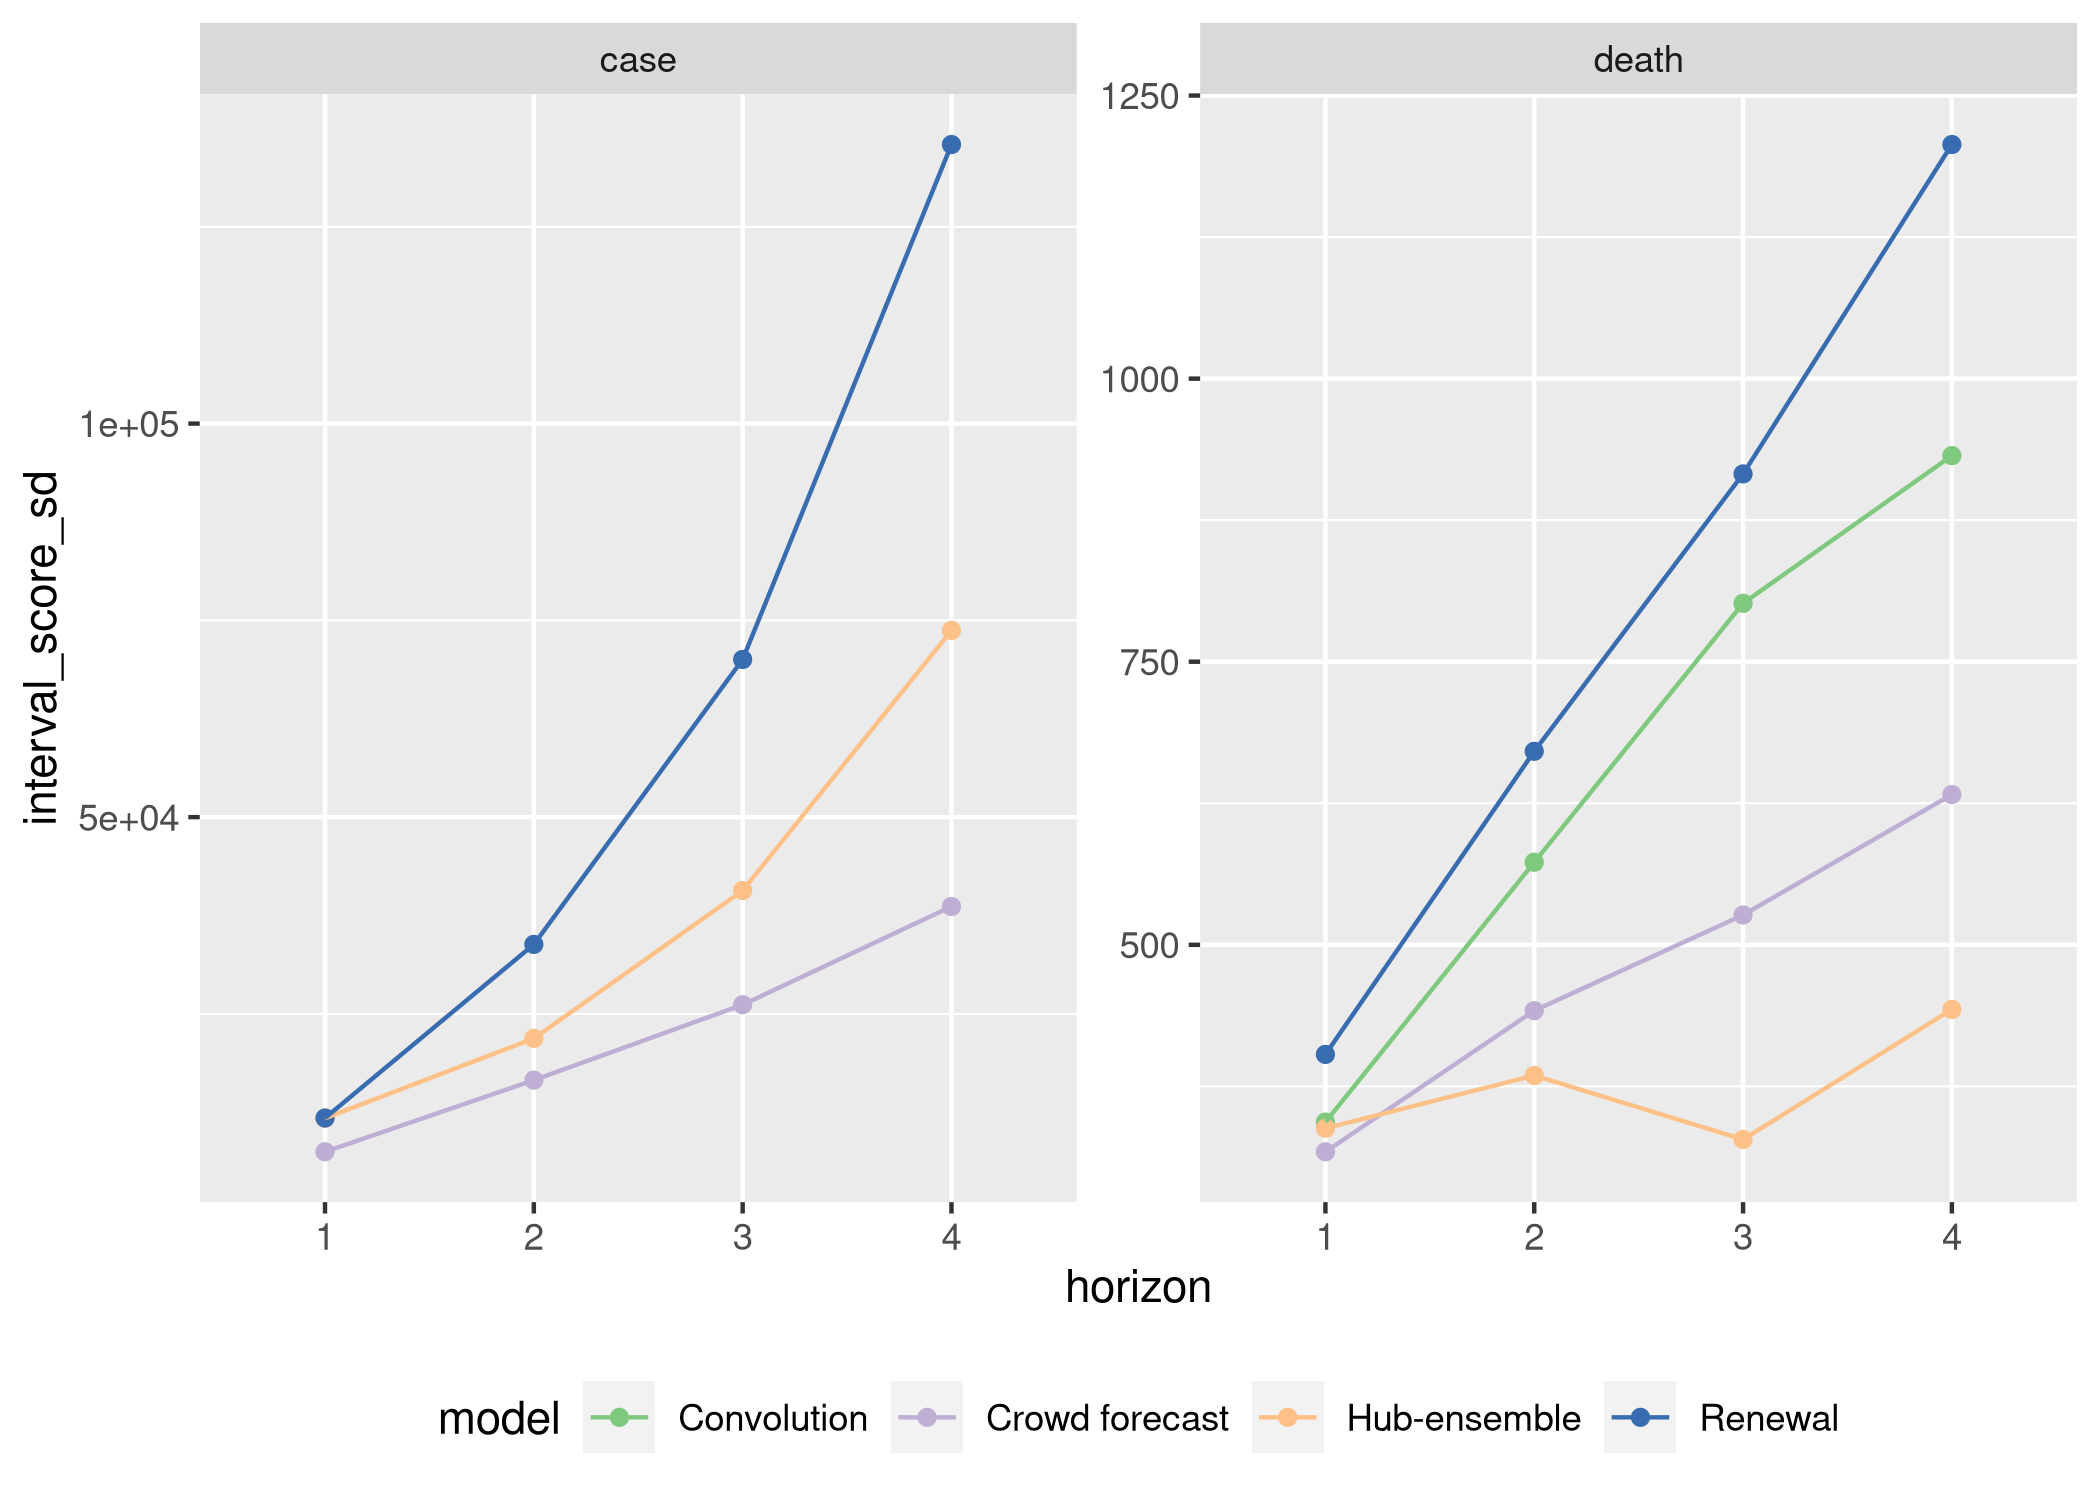 case
death
interval_score_sd
1e+05
5e+04
1250
1000
750
500
1 2 3 4
1 2 3 4
horizon
model Convolution Crowd forecast Hub-ensemble Renewal